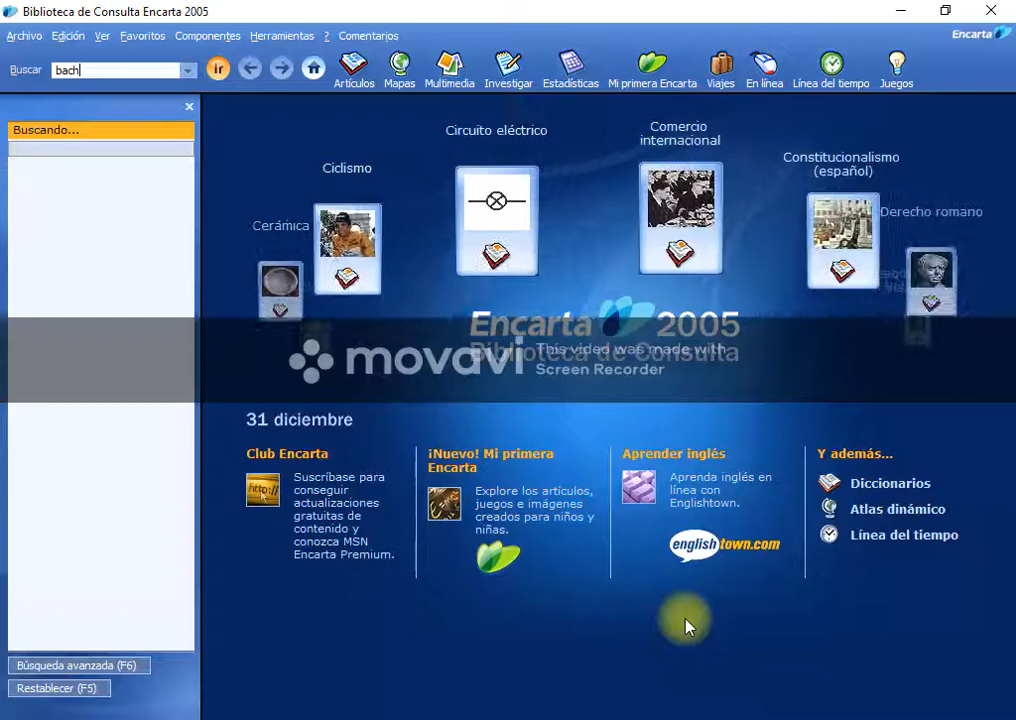 Biblioteca de Consulta Encarta 2005
Archivo Edición Ver Favoritos Componentes Herramientas ? Comentarios
Encarta
Buscar bach Ir
Artículos Mapas Multimedia Investigar Estadísticas Mi primera Encarta Viajes En línea Línea del tiempo Juegos
Buscando...
Cerámica
Ciclismo
Circuito eléctrico
Comercio
internacional
Constitucionalismo
(español)
Derecho romano
Encarta 2005
Biblioteca de Consulta
movavi
This video was made with
Screen Recorder
31 diciembre
Club Encarta
http://
Suscríbase para
conseguir
actualizaciones
gratuitas de
contenido y
conozca MSN
Encarta Premium.
¡Nuevo! Mi primera
Encarta
Explore los artículos,
juegos e imágenes
creados para niños y
niñas.
Aprender inglés
Aprenda inglés en
línea con
Englishtown.
englishtown.com
Y además...
Diccionarios
Atlas dinámico
Línea del tiempo
Búsqueda avanzada (F6)
Restablecer (F5)